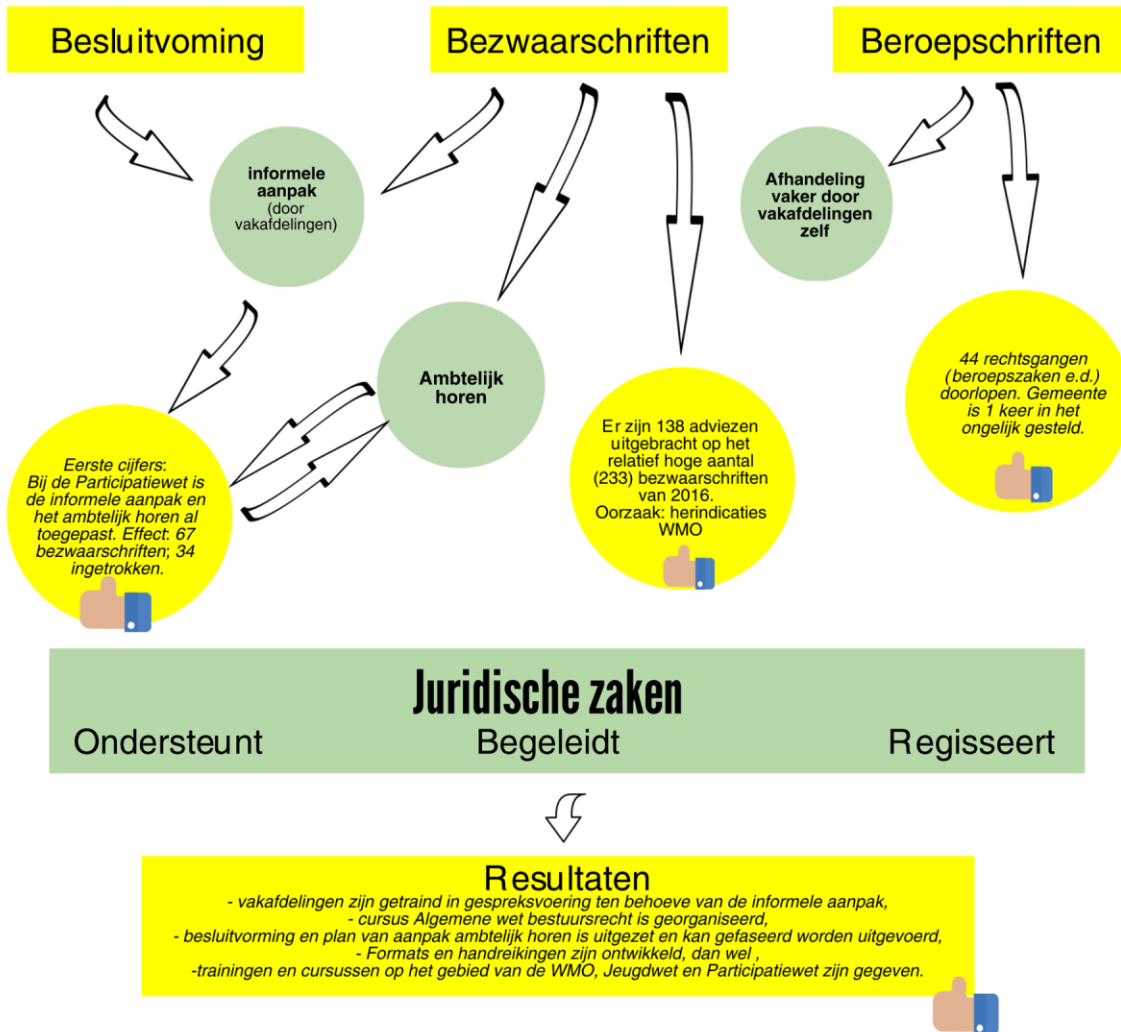 Besluitvoming
Bezwaarschriften
Beroepschriften
informele
aanpak
(door
vakafdelingen)
Afhandeling
vaker door
vakafdelingen
zelf
Ambtelijk
horen
44 rechtsgangen
(beroepszaken e.d.)
doorlopen. Gemeente
is 1 keer in het
ongelijk gesteld.
Er zijn 138 adviezen
uitgebracht op het
relatief hoge aantal
(233) bezwaarschriften
van 2016.
Oorzaak: herindicaties
WMO
Eerste cijfers:
Bij de Participatiewet is
de informele aanpak en
het ambtelijk horen al
toegepast. Effect: 67
bezwaarschriften; 34
ingetrokken.
Juridische zaken
Ondersteunt
Begeleidt
Regisseert
Resultaten
- vakafdelingen zijn getraind in gespreksvoering ten behoeve van de informele aanpak,
- cursus Algemene wet bestuursrecht is georganiseerd,
- besluitvorming en plan van aanpak ambtelijk horen is uitgezet en kan gefaseerd worden uitgevoerd,
- Formats en handreikingen zijn ontwikkeld, dan wel ,
-trainingen en cursussen op het gebied van de WMO, Jeugdwet en Participatiewet zijn gegeven.